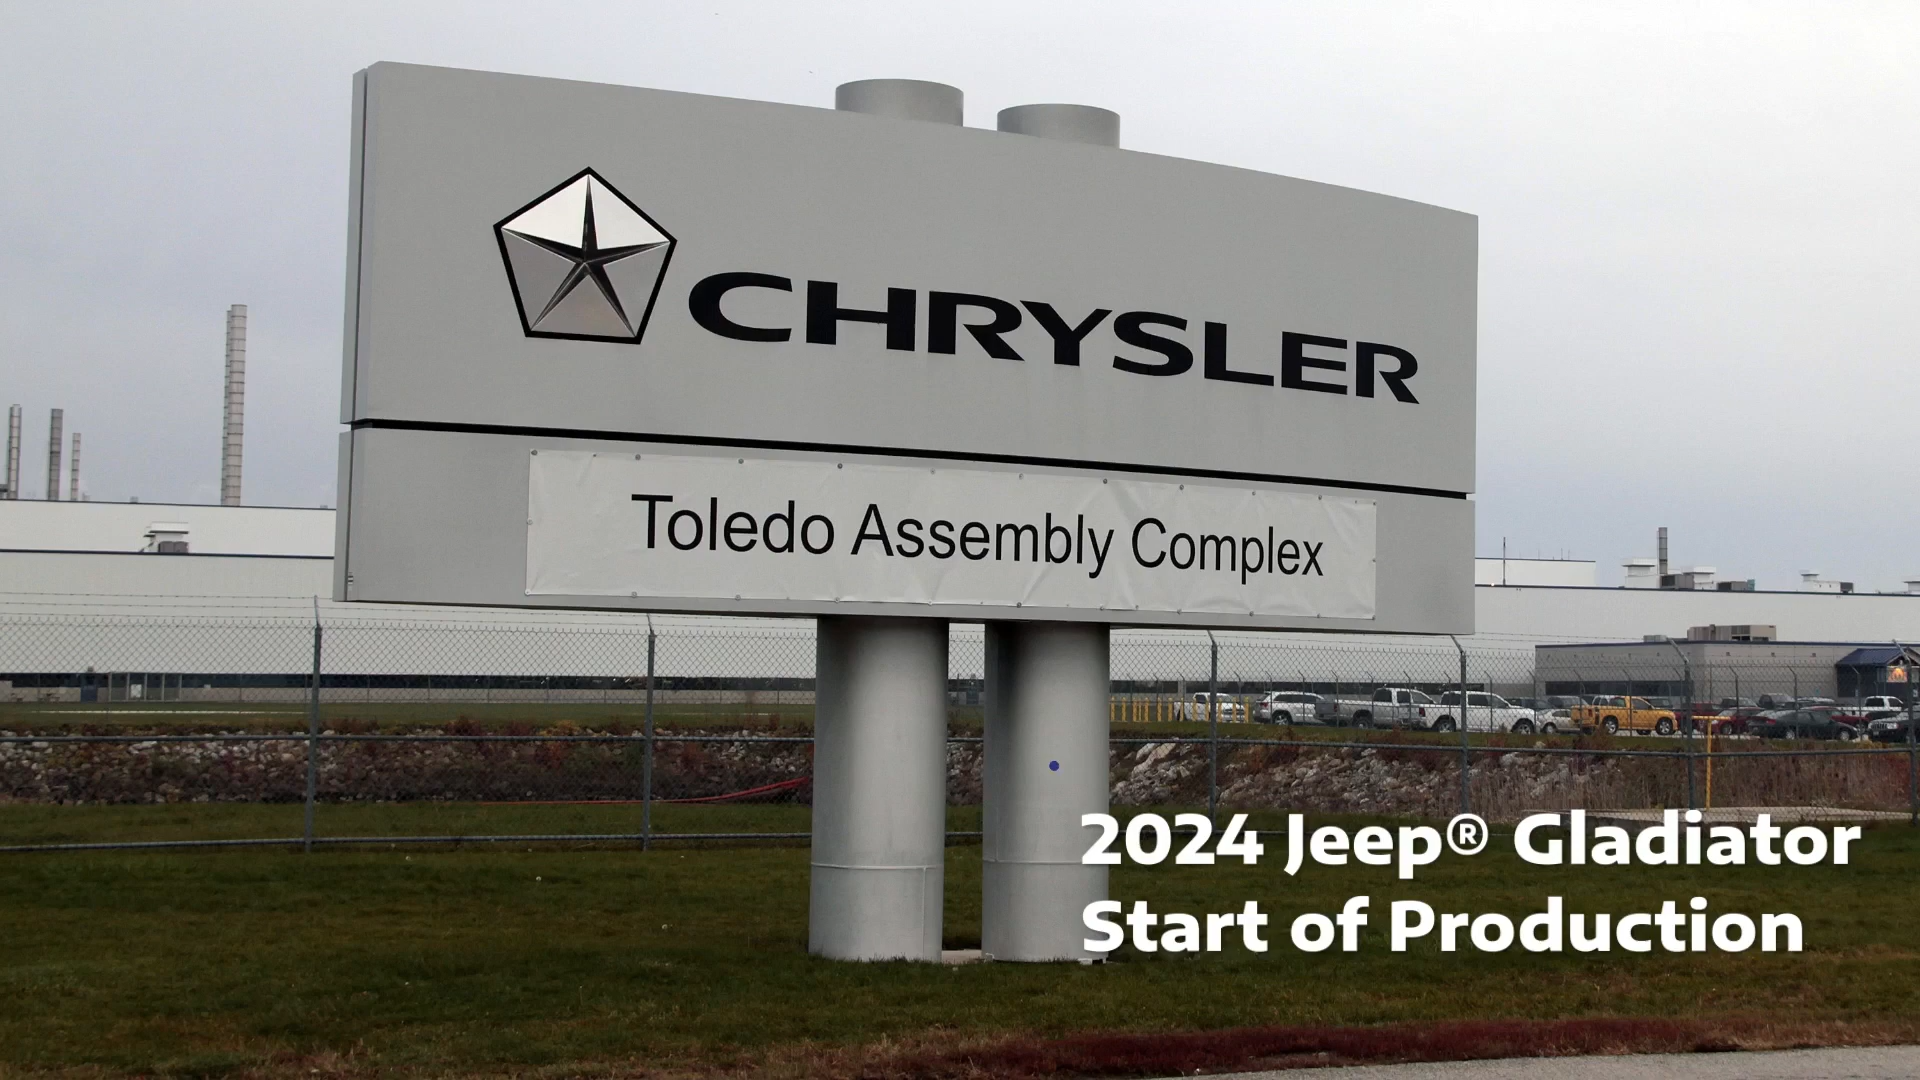 CHRYSLER
Toledo Assembly Complex
2024 Jeep® Gladiator
Start of Production